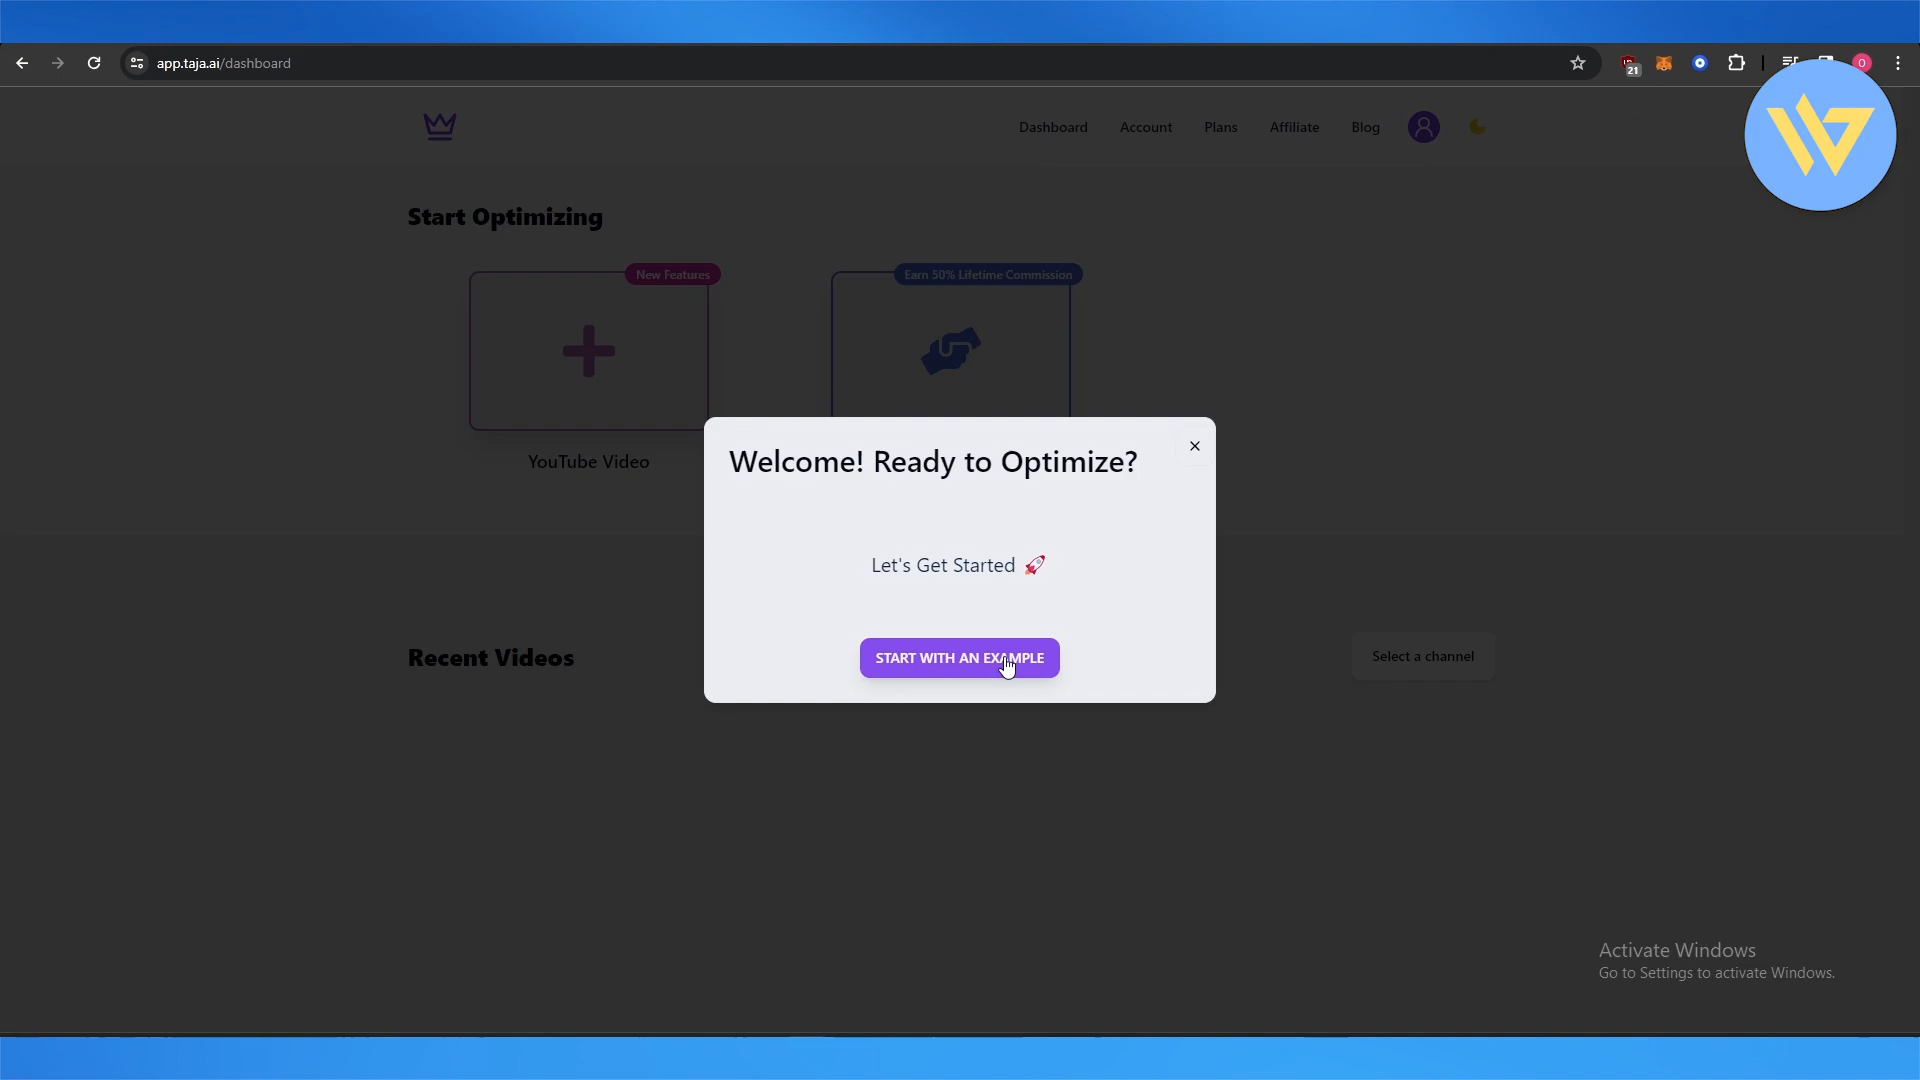 app.taja.ai/dashboard
21
O
Dashboard
Account
Plans
Affiliate
Blog
Start Optimizing
New Features
Earn 50% Lifetime Commission
YouTube Video
Welcome! Ready to Optimize?
Let's Get Started 🚀
START WITH AN EXAMPLE
Recent Videos
Select a channel
Activate Windows
Go to Settings to activate Windows.